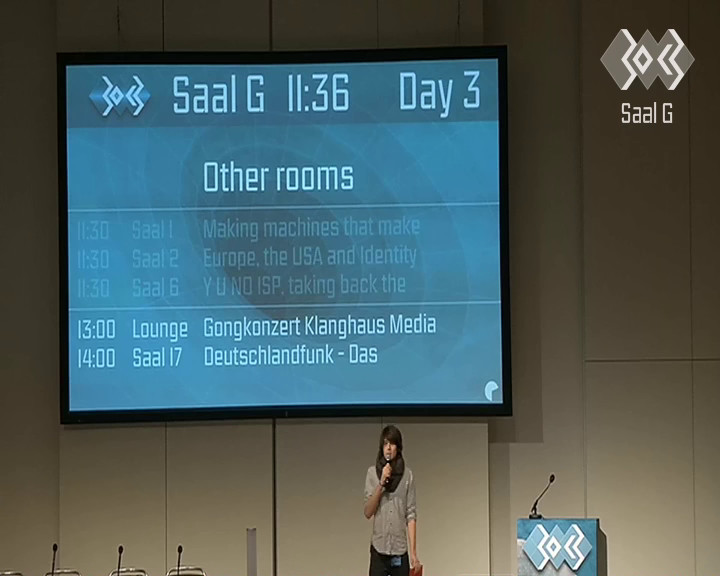 Saal G 11:36 Day 3
Other rooms
11:30 Saal 1 Making machines that make
11:30 Saal 2 Europe, the USA and Identity
11:30 Saal 6 Y U NO ISP, taking back the
13:00 Lounge Gongkonzert Klanghaus Media
14:00 Saal 17 Deutschlandfunk - Das
Saal G